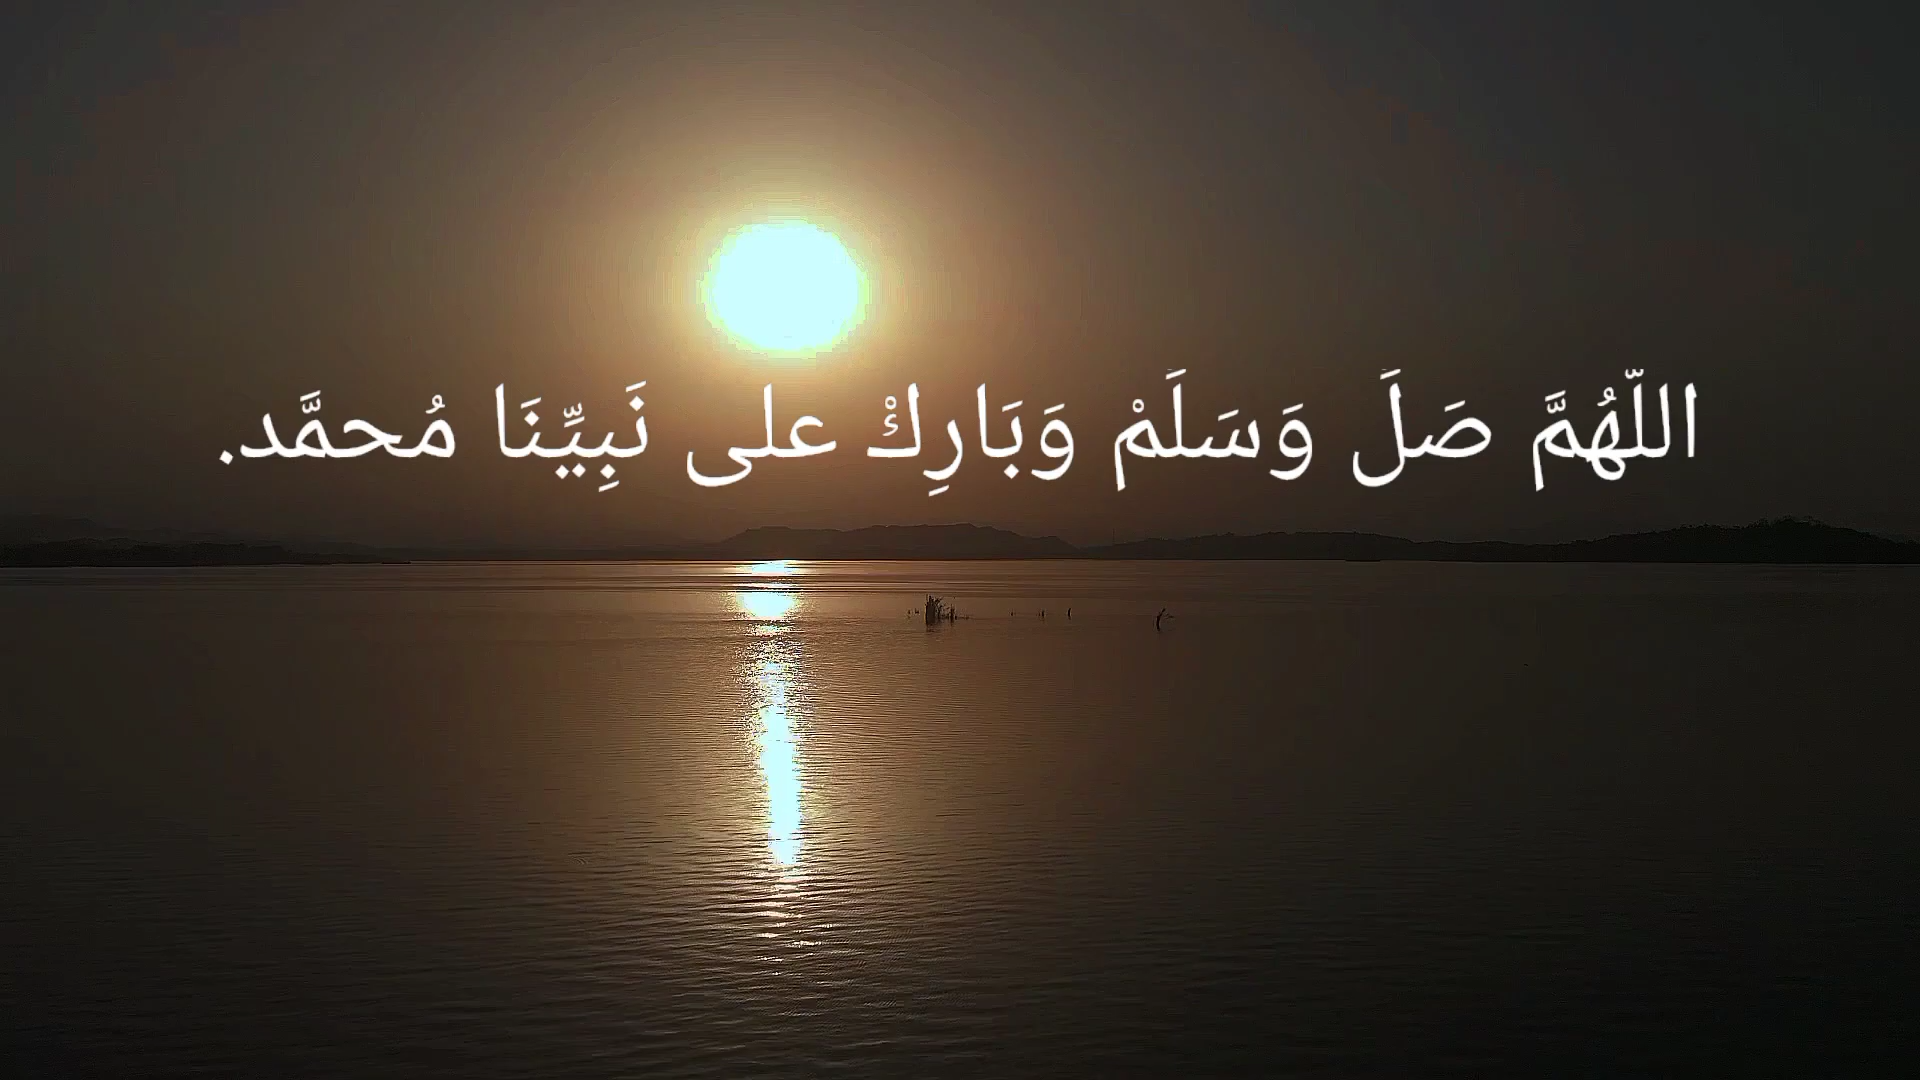 اللّهُمَّ صَلَ وَسَلَمْ وَبَارِكْ على نَبِيِّنَا مُحمَّد.